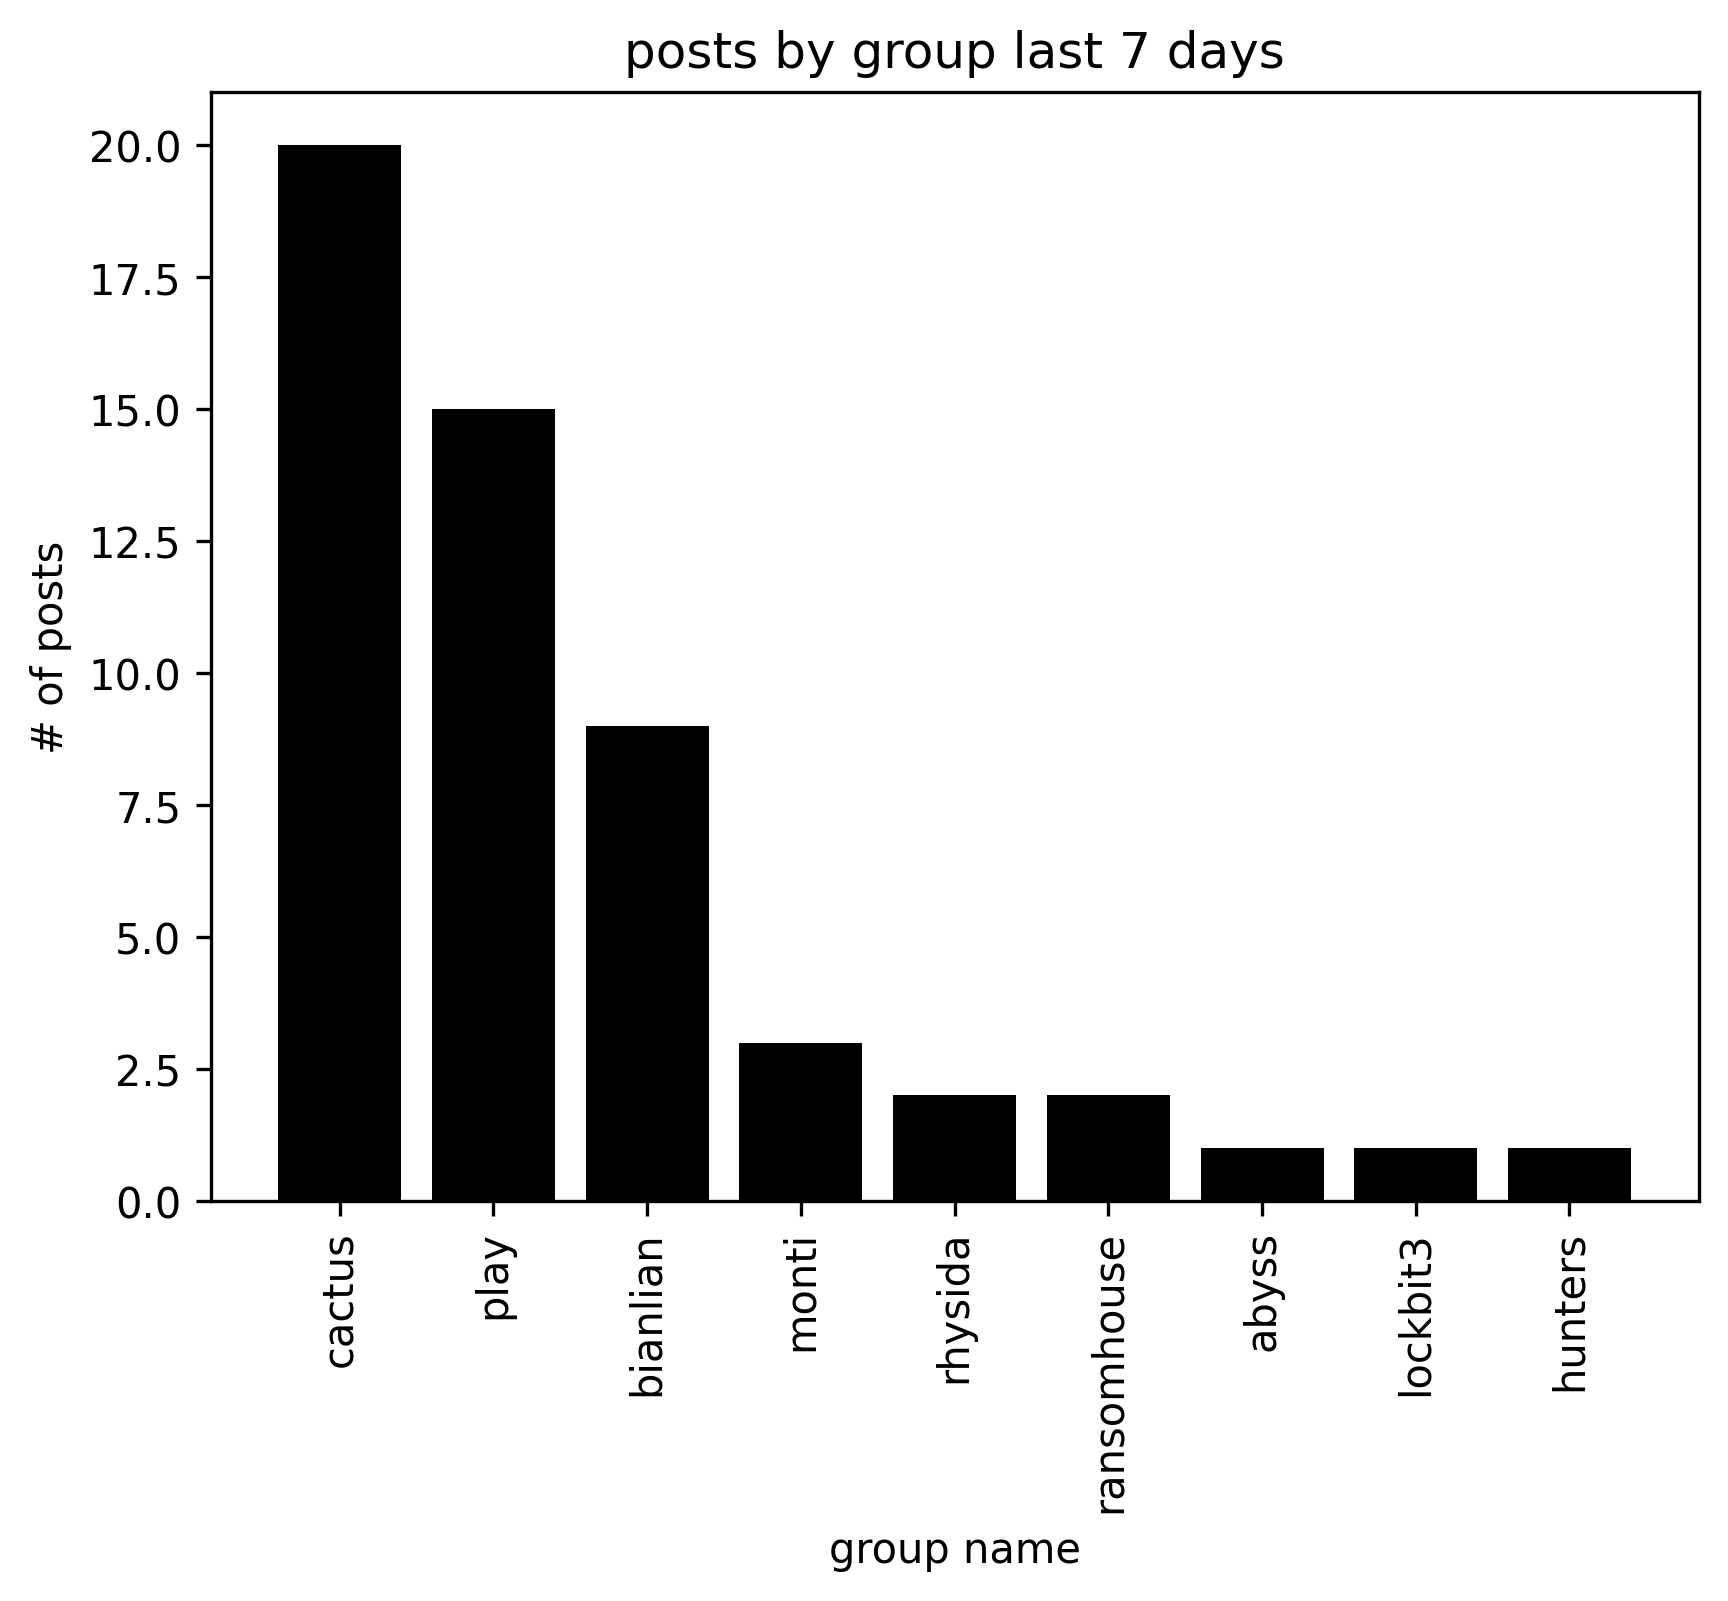 posts by group last 7 days
20.0
17.5
15.0
12.5
10.0
7.5
5.0
2.5
0.0
# of posts
cactus
play
bianlian
monti
rhysida
ransomhouse
abyss
lockbit3
hunters
group name